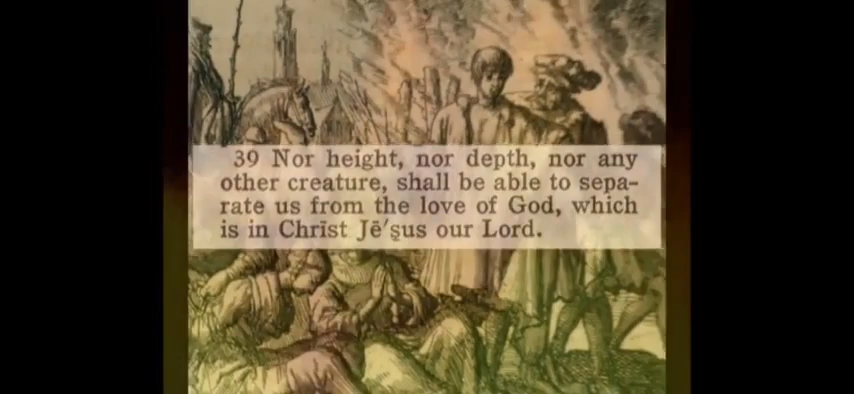 39 Nor height, nor depth, nor any
other creature, shall be able to sepa-
rate us from the love of God, which
is in Chrīst Jē′ṣus our Lord.